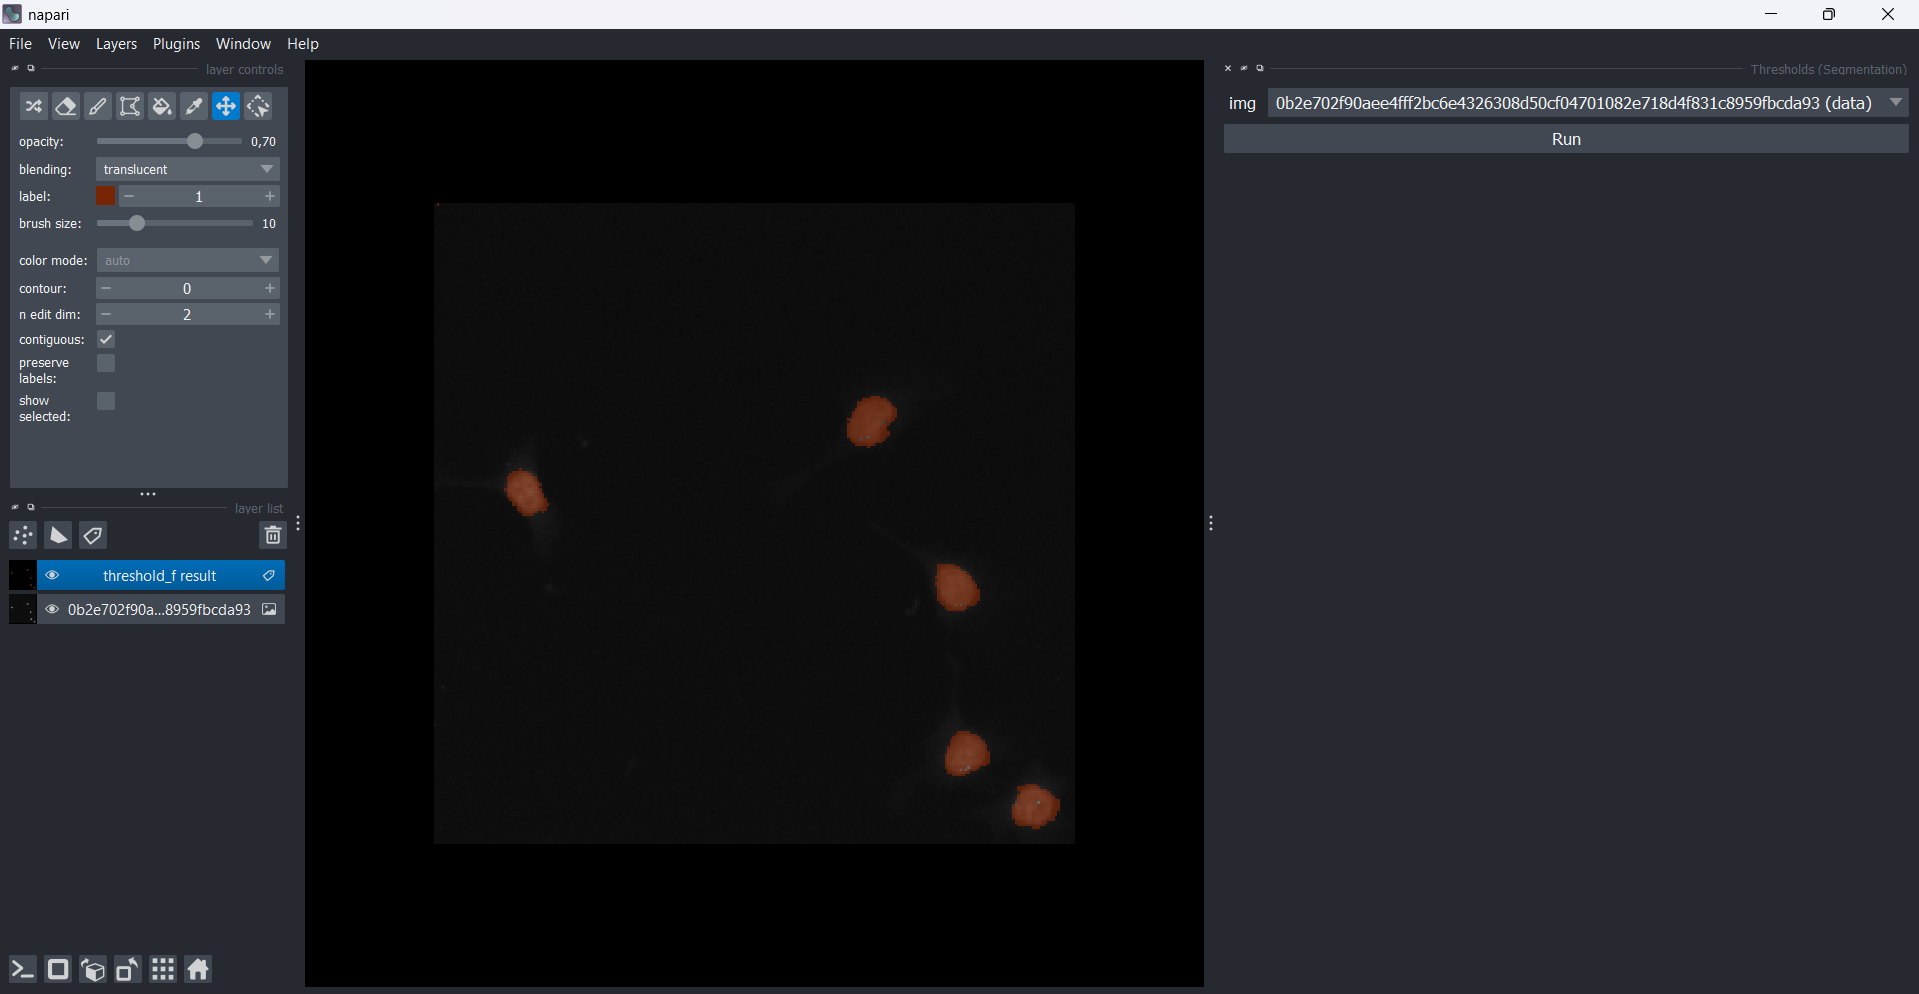 napari
File View Layers Plugins Window Help
layer controls
opacity: 0,70
blending: translucent
label: 1
brush size: 10
color mode: auto
contour: 0
n edit dim: 2
contiguous:
preserve
labels:
show
selected:
layer list
threshold_f result
0b2e702f90a...8959fbcda93
Thresholds (Segmentation)
img 0b2e702f90aee4fff2bc6e4326308d50cf04701082e718d4f831c8959fbcda93 (data)
Run